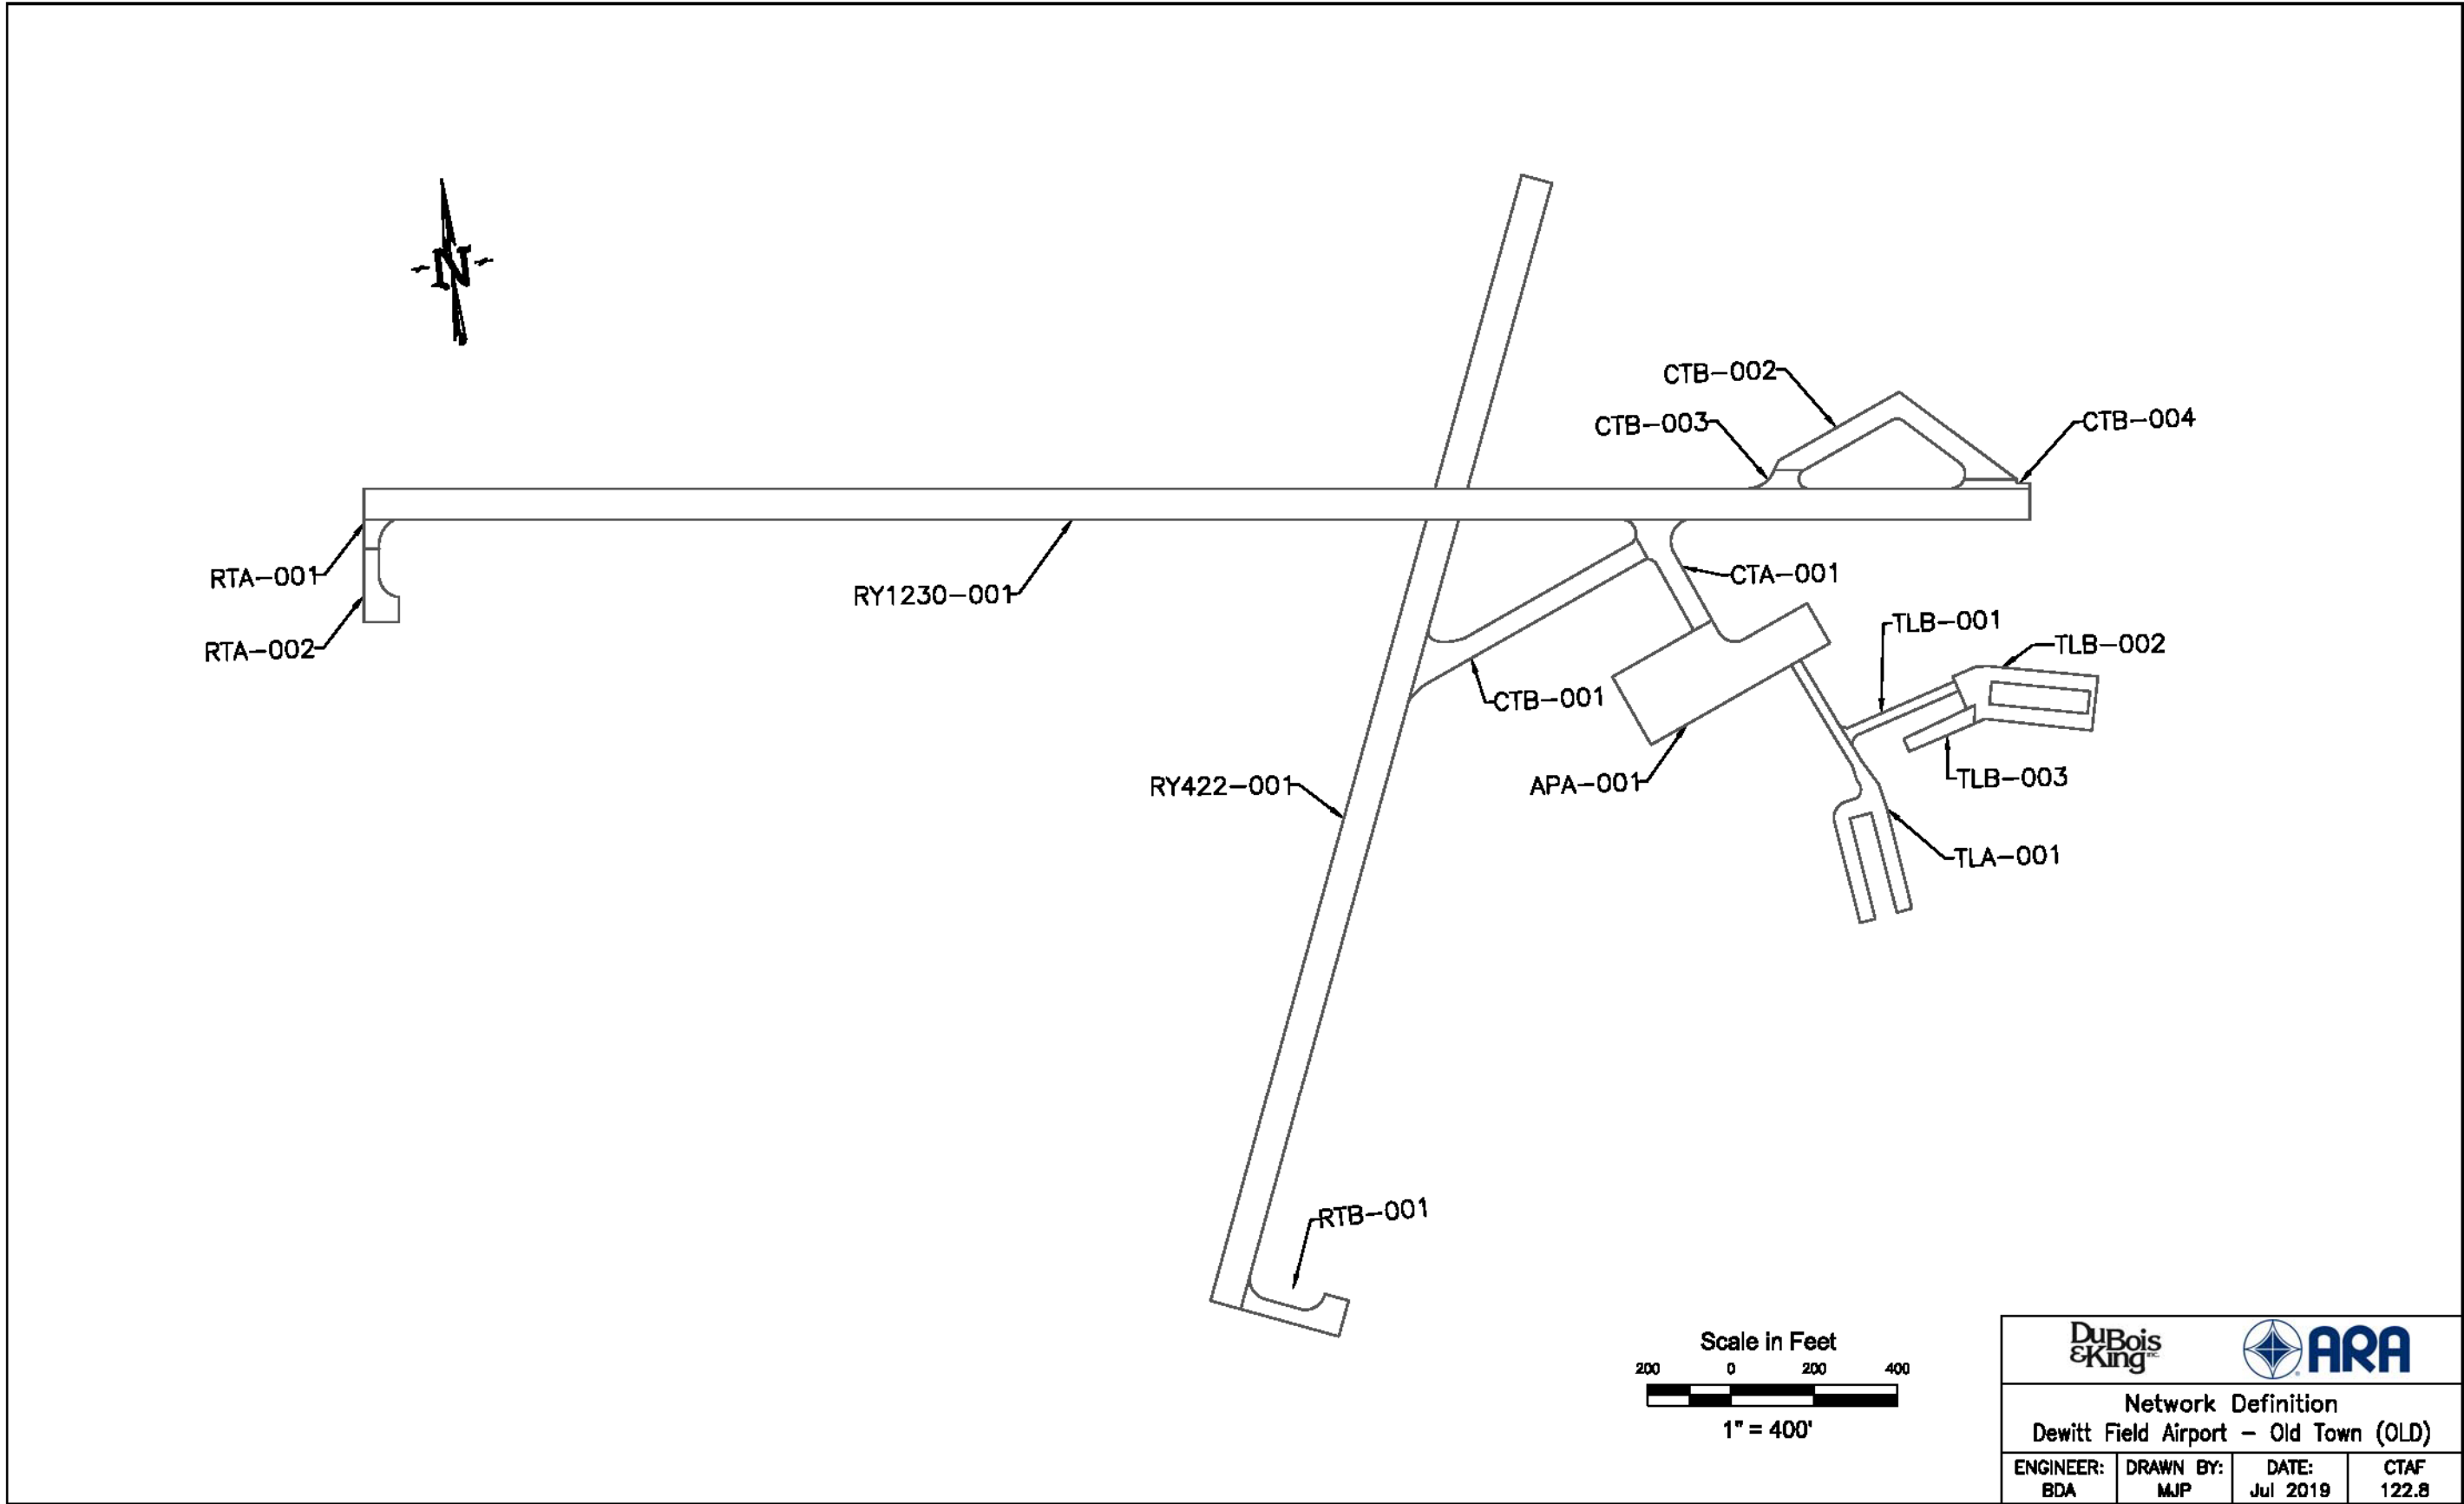 N
CTB-002
CTB-003
CTB-004
RTA-001
RY1230-001
CTA-001
RTA-002
TLB-001
TLB-002
CTB-001
RY422-001
APA-001
TLB-003
TLA-001
RTB-001
Scale in Feet
200 0 200 400
1" = 400'
DuBois
&King inc.
ARA
Network Definition
Dewitt Field Airport - Old Town (OLD)
ENGINEER: DRAWN BY: DATE: CTAF
BDA MJP Jul 2019 122.8